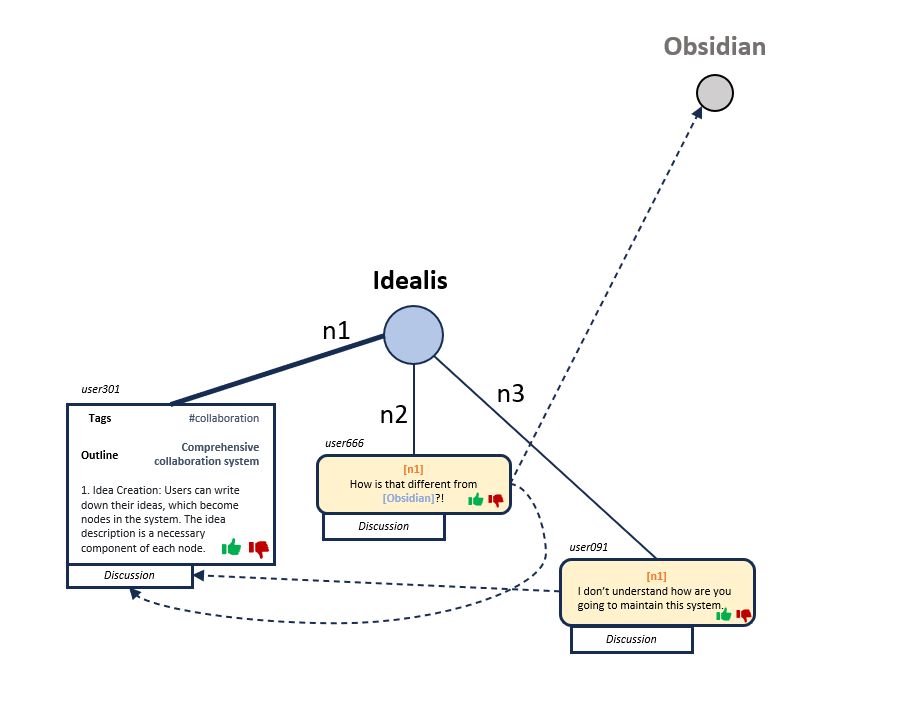 Obsidian
Idealis
n1
n2
n3
user301
Tags #collaboration
Outline Comprehensive
collaboration system
1. Idea Creation: Users can write
down their ideas, which become
nodes in the system. The idea
description is a necessary
component of each node.
Discussion
user666
[n1]
How is that different from
[Obsidian]?!
Discussion
user091
[n1]
I don't understand how are you
going to maintain this system.
Discussion